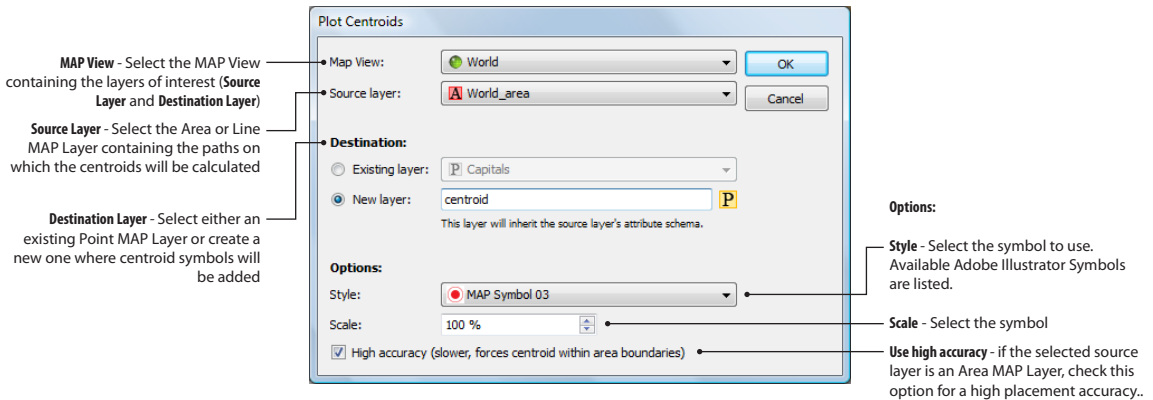 Plot Centroids
MAP View - Select the MAP View
containing the layers of interest (Source
Layer and Destination Layer)
Source Layer - Select the Area or Line
MAP Layer containing the paths on
which the centroids will be calculated
Destination Layer - Select either an
existing Point MAP Layer or create a
new one where centroid symbols will
be added
Map View:
World
OK
Source layer:
A World_area
Cancel
Destination:
Existing layer:
P Capitals
New layer:
centroid
P
This layer will inherit the source layer's attribute schema.
Options:
Style:
MAP Symbol 03
Scale:
100 %
High accuracy (slower, forces centroid within area boundaries)
Options:
Style - Select the symbol to use.
Available Adobe Illustrator Symbols
are listed.
Scale - Select the symbol
Use high accuracy - if the selected source
layer is an Area MAP Layer, check this
option for a high placement accuracy..